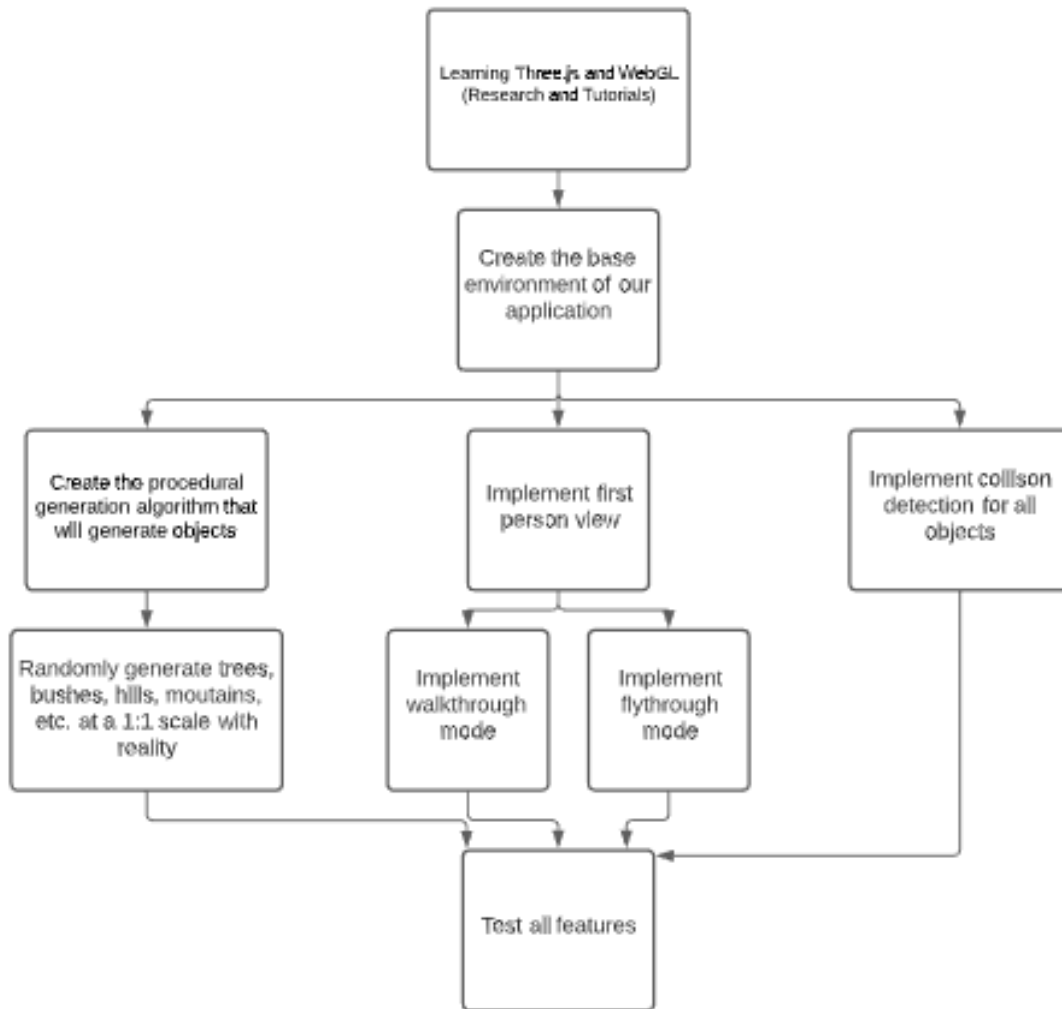 Learning Three.js and WebGL
(Research and Tutorials)
Create the base
environment of our
application
Create the procedural
generation algorithm that
will generate objects
Implement first
person view
Implement collison
detection for all
objects
Randomly generate trees,
bushes, hills, moutains,
etc. at a 1:1 scale with
reality
Implement
walkthrough
mode
Implement
flythrough
mode
Test all features